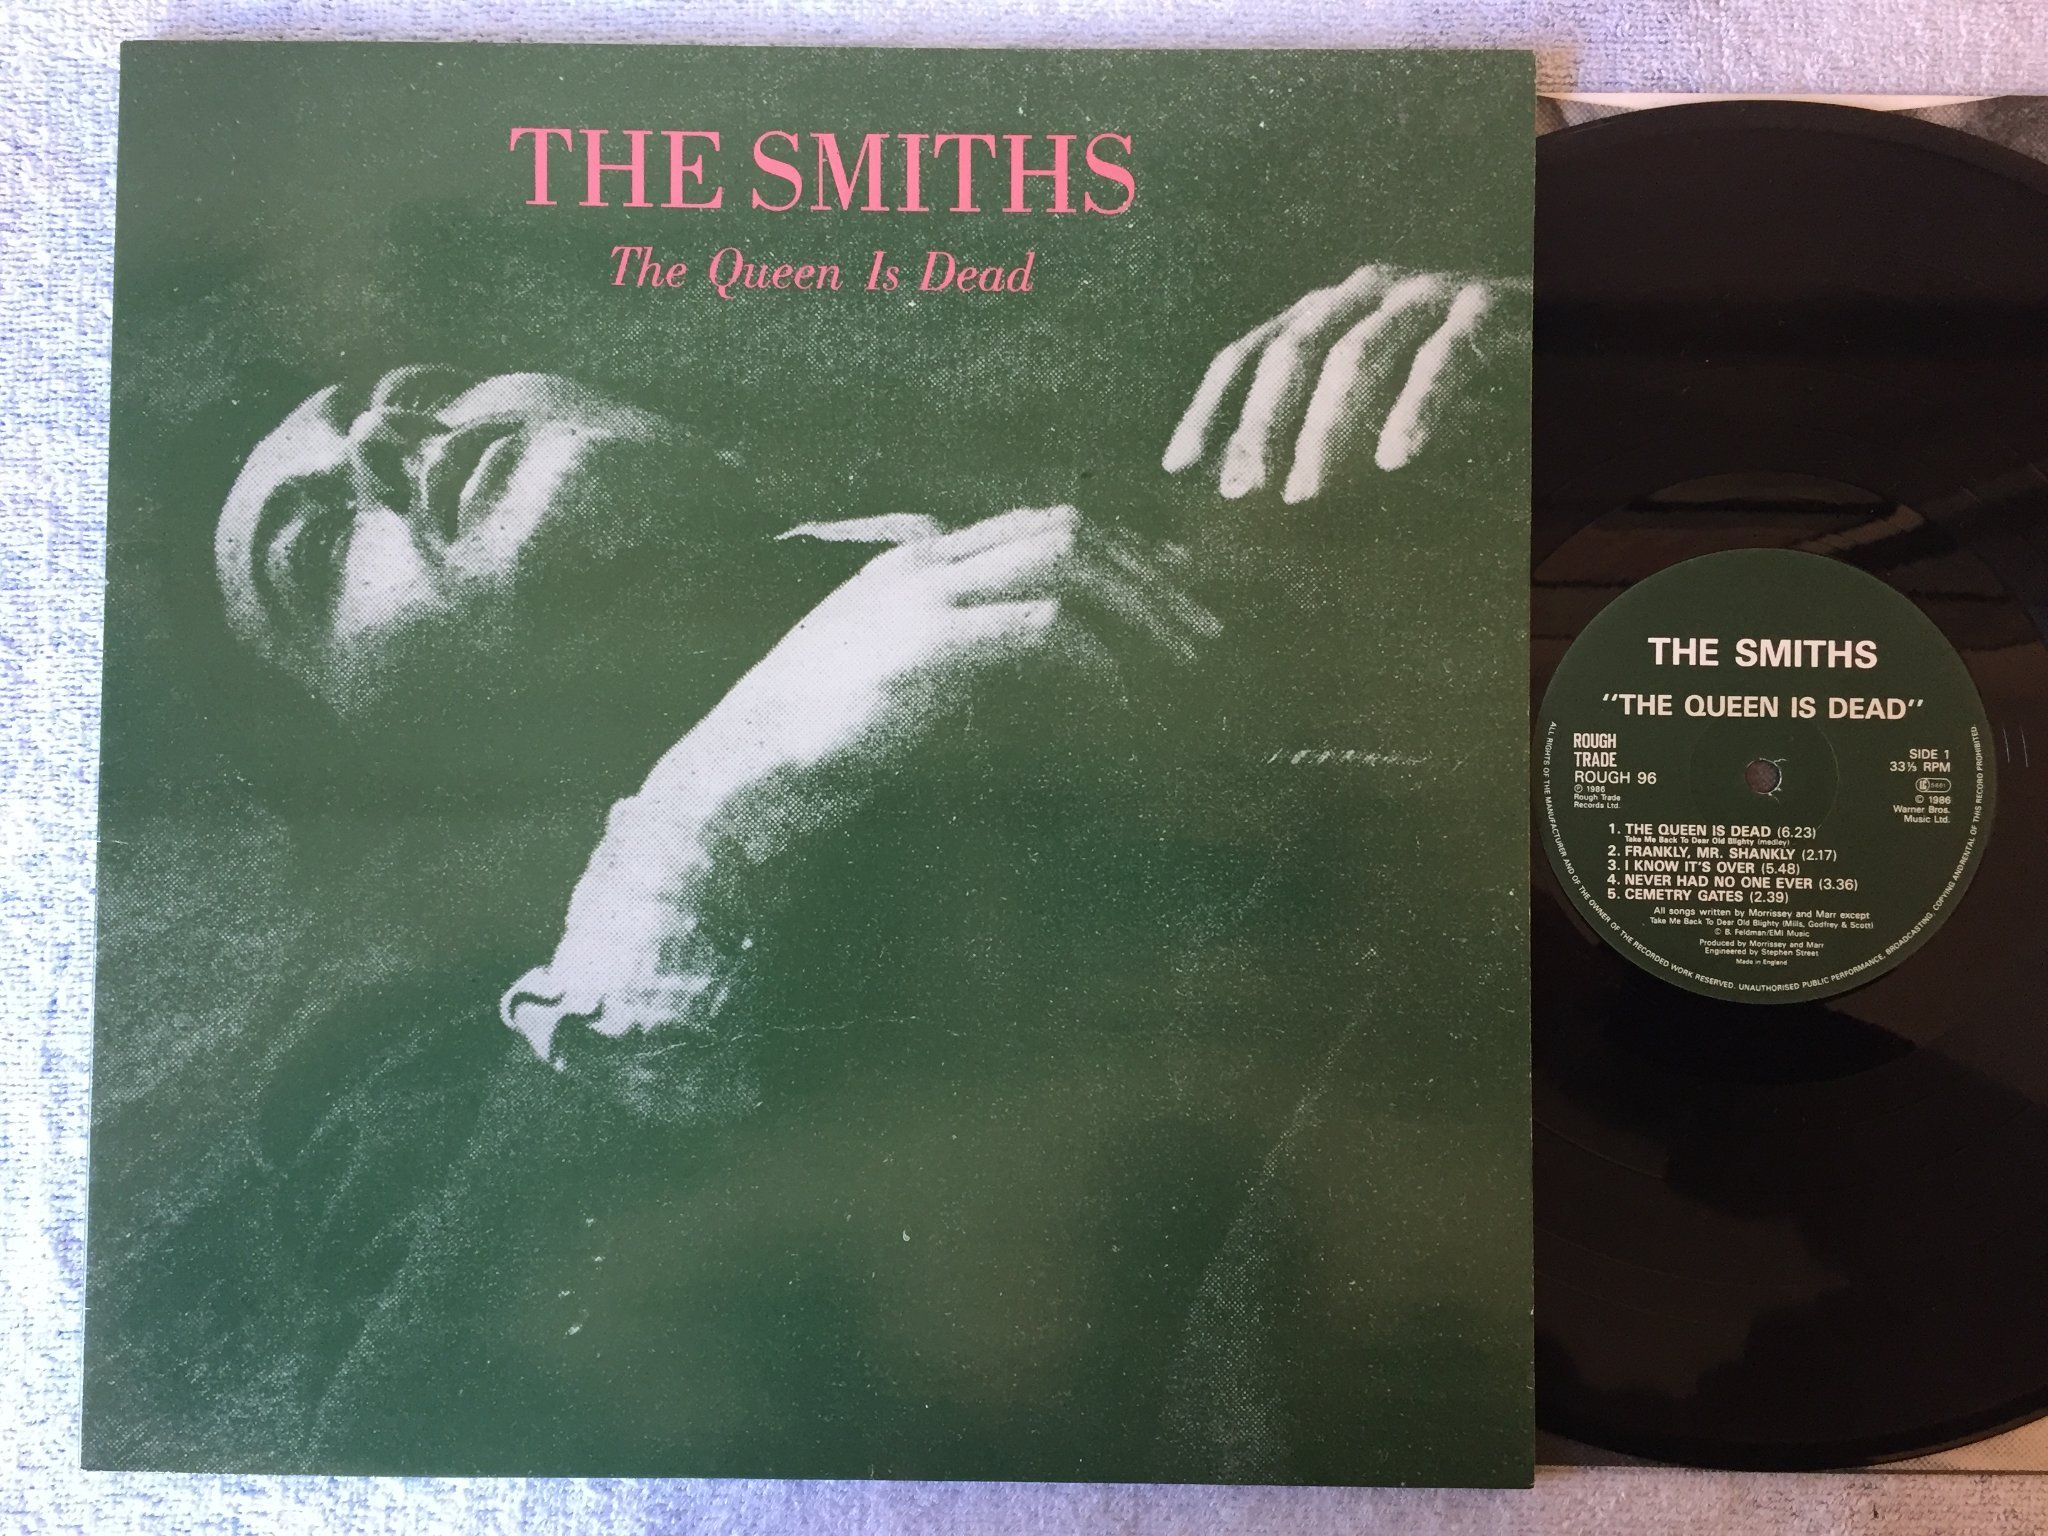 THE SMITHS
The Queen Is Dead
THE SMITHS
"THE QUEEN IS DEAD"
ROUGH
TRADE
ROUGH 96
℗ 1986
Rough Trade
Records Ltd.
SIDE 1
33⅓ RPM
© 1986
Warner Bros.
Music Ltd.
1. THE QUEEN IS DEAD (6.23)
Take Me Back To Dear Old Blighty (medley)
2. FRANKLY, MR. SHANKLY (2.17)
3. I KNOW IT'S OVER (5.48)
4. NEVER HAD NO ONE EVER (3.36)
5. CEMETRY GATES (2.39)
All songs written by Morrissey and Marr except
Take Me Back To Dear Old Blighty (Mills, Godfrey & Scott)
© B. Feldman/EMI Music
Produced by Morrissey and Marr
Engineered by Stephen Street
Made in England
ALL RIGHTS OF THE MANUFACTURER AND OF THE OWNER OF THE RECORDED WORK RESERVED. UNAUTHORISED PUBLIC PERFORMANCE, BROADCASTING, COPYING AND/RENTAL OF THIS RECORD PROHIBITED.